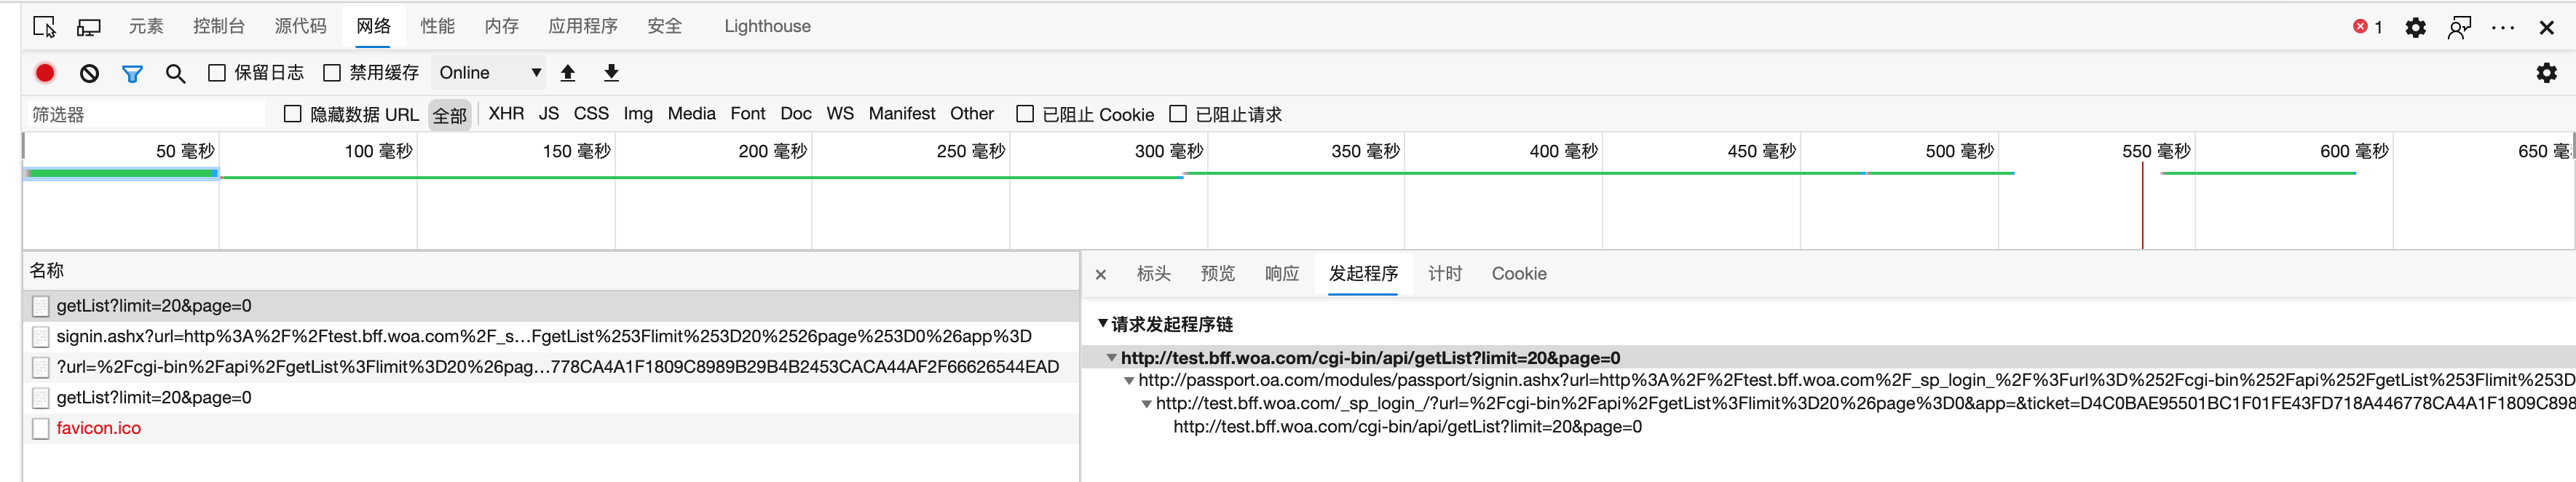 元素 控制台 源代码 网络 性能 内存 应用程序 安全 Lighthouse 1
保留日志 禁用缓存 Online
筛选器 隐藏数据 URL 全部 XHR JS CSS Img Media Font Doc WS Manifest Other 已阻止 Cookie 已阻止请求
50 毫秒 100 毫秒 150 毫秒 200 毫秒 250 毫秒 300 毫秒 350 毫秒 400 毫秒 450 毫秒 500 毫秒 550 毫秒 600 毫秒 650 毫
名称
getList?limit=20&page=0
signin.ashx?url=http%3A%2F%2Ftest.bff.woa.com%2F_s…FgetList%253Flimit%253D20%2526page%253D0%26app%3D
?url=%2Fcgi-bin%2Fapi%2FgetList%3Flimit%3D20%26pag…778CA4A1F1809C8989B29B4B2453CACA44AF2F66626544EAD
getList?limit=20&page=0
favicon.ico
标头 预览 响应 发起程序 计时 Cookie
请求发起程序链
http://test.bff.woa.com/cgi-bin/api/getList?limit=20&page=0
http://passport.oa.com/modules/passport/signin.ashx?url=http%3A%2F%2Ftest.bff.woa.com%2F_sp_login_%2F%3Furl%3D%252Fcgi-bin%252Fapi%252FgetList%253Flimit%253D
http://test.bff.woa.com/_sp_login_/?url=%2Fcgi-bin%2Fapi%2FgetList%3Flimit%3D20%26page%3D0&app=&ticket=D4C0BAE95501BC1F01FE43FD718A446778CA4A1F1809C898
http://test.bff.woa.com/cgi-bin/api/getList?limit=20&page=0